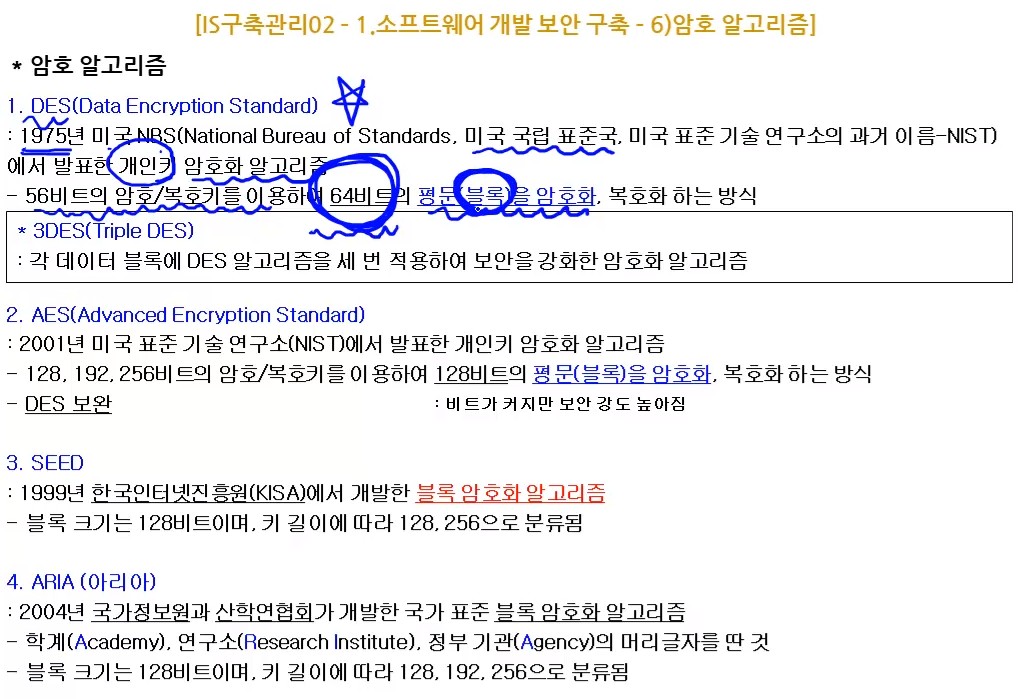 [IS구축관리02 - 1.소프트웨어 개발 보안 구축 - 6)암호 알고리즘]
* 암호 알고리즘
1. DES(Data Encryption Standard)
: 1975년 미국 NBS(National Bureau of Standards, 미국 국립 표준국, 미국 표준 기술 연구소의 과거 이름-NIST)
에서 발표한 개인키 암호화 알고리즘
- 56비트의 암호/복호키를 이용하여 64비트의 평문(블록)을 암호화, 복호화 하는 방식
* 3DES(Triple DES)
: 각 데이터 블록에 DES 알고리즘을 세 번 적용하여 보안을 강화한 암호화 알고리즘
2. AES(Advanced Encryption Standard)
: 2001년 미국 표준 기술 연구소(NIST)에서 발표한 개인키 암호화 알고리즘
- 128, 192, 256비트의 암호/복호키를 이용하여 128비트의 평문(블록)을 암호화, 복호화 하는 방식
- DES 보완 : 비트가 커지만 보안 강도 높아짐
3. SEED
: 1999년 한국인터넷진흥원(KISA)에서 개발한 블록 암호화 알고리즘
- 블록 크기는 128비트이며, 키 길이에 따라 128, 256으로 분류됨
4. ARIA (아리아)
: 2004년 국가정보원과 산학연협회가 개발한 국가 표준 블록 암호화 알고리즘
- 학계(Academy), 연구소(Research Institute), 정부 기관(Agency)의 머리글자를 딴 것
- 블록 크기는 128비트이며, 키 길이에 따라 128, 192, 256으로 분류됨